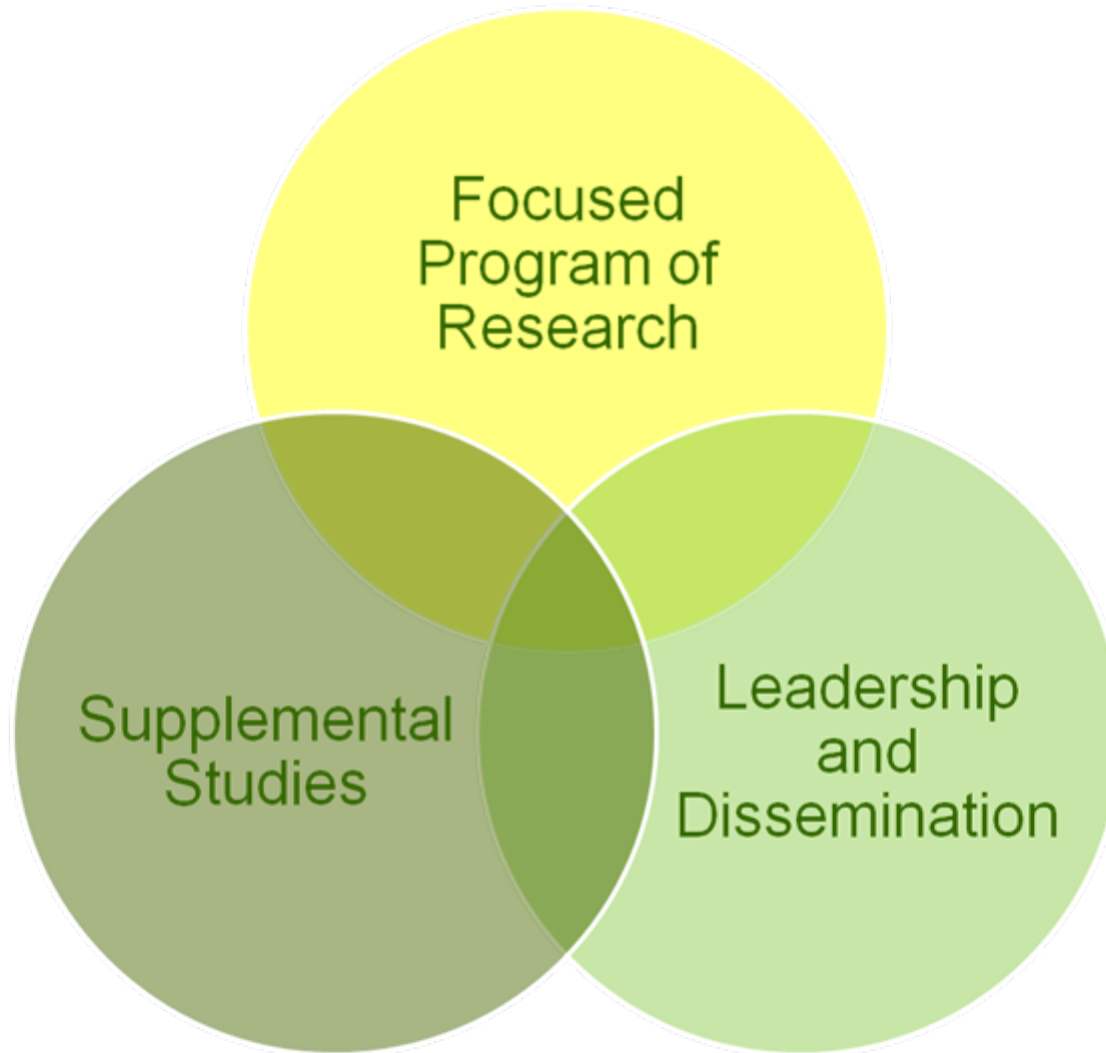 Focused
Program of
Research
Supplemental
Studies
Leadership
and
Dissemination